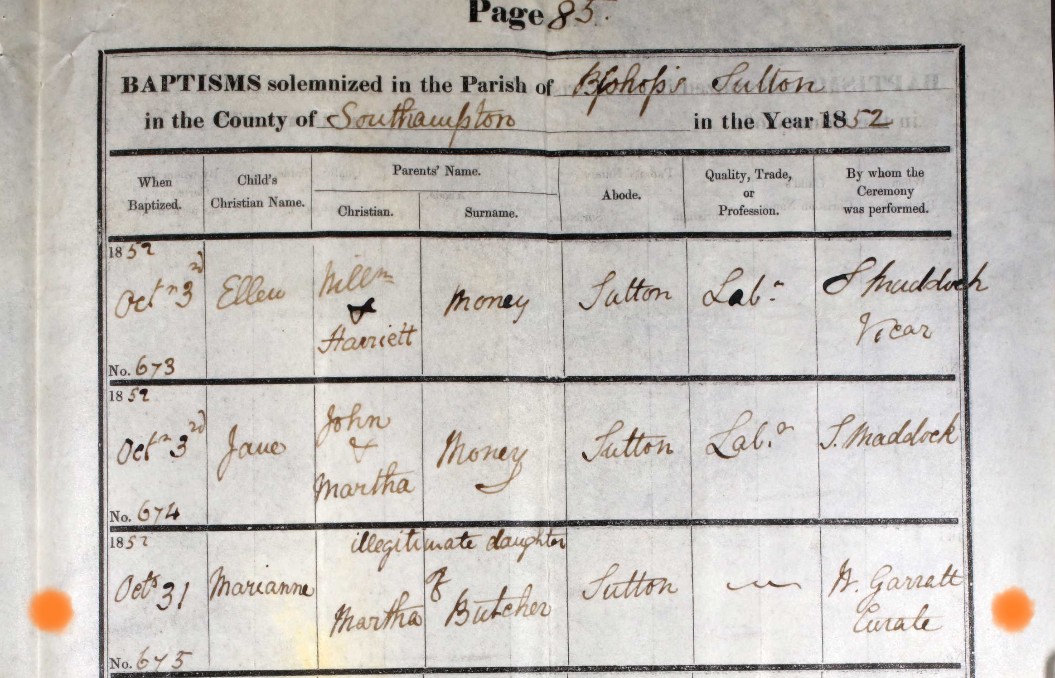 Page 85.
BAPTISMS solemnized in the Parish of Bishop's Sutton
in the County of Southampton in the Year 1852
When Baptized. Child's Christian Name. Parents' Name. Christian. Surname. Abode. Quality, Trade, or Profession. By whom the Ceremony was performed.
1852
Octr 3rd Ellen Willm & Harriett Money Sutton Labr S Maddock Vicar
No. 673
1852
Octr 3rd Jane John & Martha Money Sutton Labr S. Maddock
No. 674
1852
illegitimate daughter
Octr 31 Marianne of Martha Butcher Sutton — W. Garratt Curate
No. 675